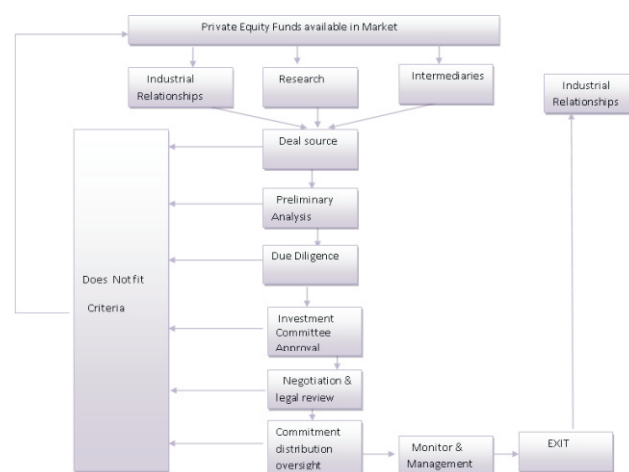 Private Equity Funds available in Market
Industrial
Relationships
Research
Intermediaries
Industrial
Relationships
Deal source
Preliminary
Analysis
Due Diligence
Does Notfit
Criteria
Investment
Committee
Approval
Negotiation &
legal review
Commitment
distribution
oversight
Monitor &
Management
EXIT